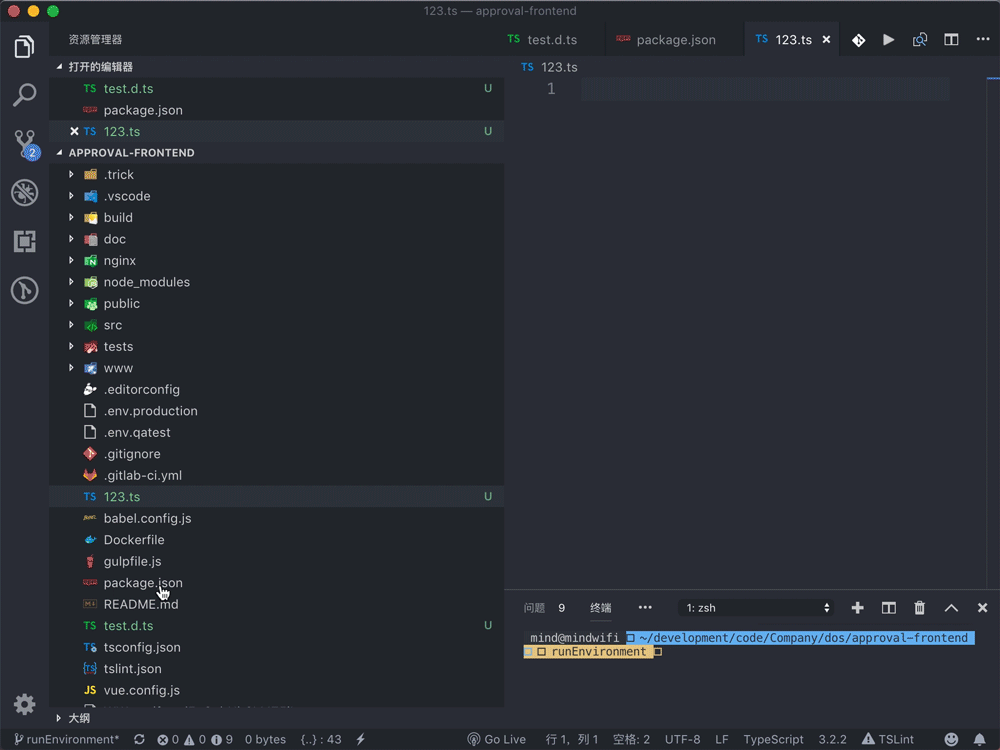 123.ts — approval-frontend
资源管理器
打开的编辑器
TS test.d.ts U
package.json
TS 123.ts U
APPROVAL-FRONTEND
.trick
.vscode
build
doc
nginx
node_modules
public
src
tests
www
.editorconfig
.env.production
.env.qatest
.gitignore
.gitlab-ci.yml
TS 123.ts U
babel.config.js
Dockerfile
gulpfile.js
package.json
README.md
TS test.d.ts U
tsconfig.json
tslint.json
JS vue.config.js
大纲
2
TS test.d.ts package.json TS 123.ts
TS 123.ts
1
问题 9 终端 ••• 1: zsh
mind@mindwifi ~/development/code/Company/dos/approval-frontend
runEnvironment
runEnvironment* 0 0 9 0 bytes {..} : 43 Go Live 行 1，列 1 空格: 2 UTF-8 LF TypeScript 3.2.2 TSLint